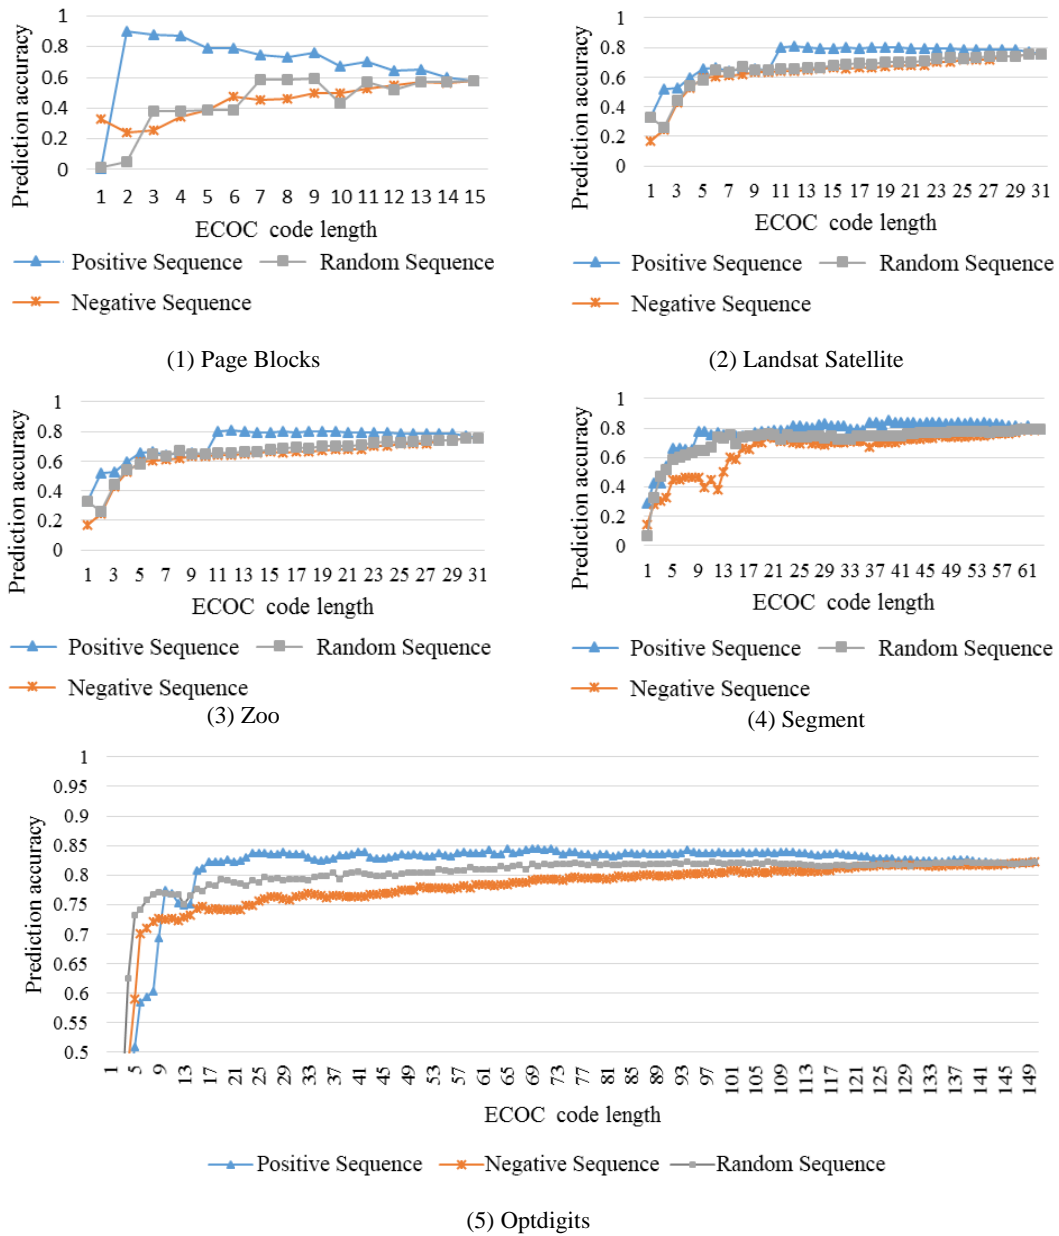 1
0.8
0.6
0.4
0.2
0
Prediction accuracy
1 2 3 4 5 6 7 8 9 10 11 12 13 14 15
ECOC code length
Positive Sequence Random Sequence
Negative Sequence
(1) Page Blocks
1
0.8
0.6
0.4
0.2
0
Prediction accuracy
1 3 5 7 9 11 13 15 17 19 21 23 25 27 29 31
ECOC code length
Positive Sequence Random Sequence
Negative Sequence
(2) Landsat Satellite
1
0.8
0.6
0.4
0.2
0
Prediction accuracy
1 3 5 7 9 11 13 15 17 19 21 23 25 27 29 31
ECOC code length
Positive Sequence Random Sequence
Negative Sequence
(3) Zoo
1
0.8
0.6
0.4
0.2
0
Prediction accuracy
1 5 9 13 17 21 25 29 33 37 41 45 49 53 57 61
ECOC code length
Positive Sequence Random Sequence
Negative Sequence
(4) Segment
1
0.95
0.9
0.85
0.8
0.75
0.7
0.65
0.6
0.55
0.5
Prediction accuracy
1 5 9 13 17 21 25 29 33 37 41 45 49 53 57 61 65 69 73 77 81 85 89 93 97 101 105 109 113 117 121 125 129 133 137 141 145 149
ECOC code length
Positive Sequence Negative Sequence Random Sequence
(5) Optdigits